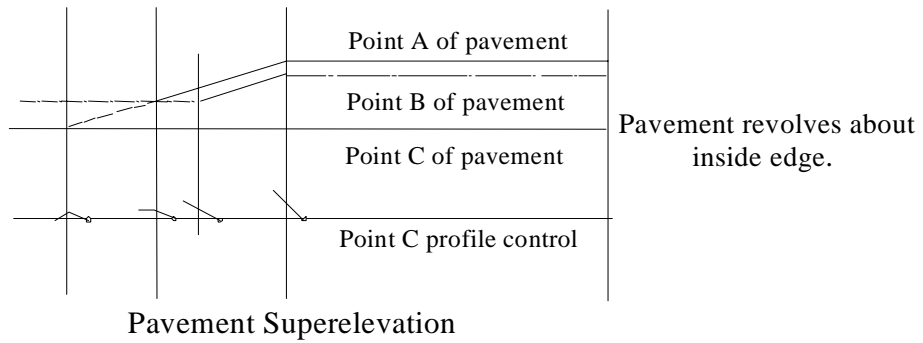 Point A of pavement
Point B of pavement
Pavement revolves about
inside edge.
Point C of pavement
Point C profile control
Pavement Superelevation